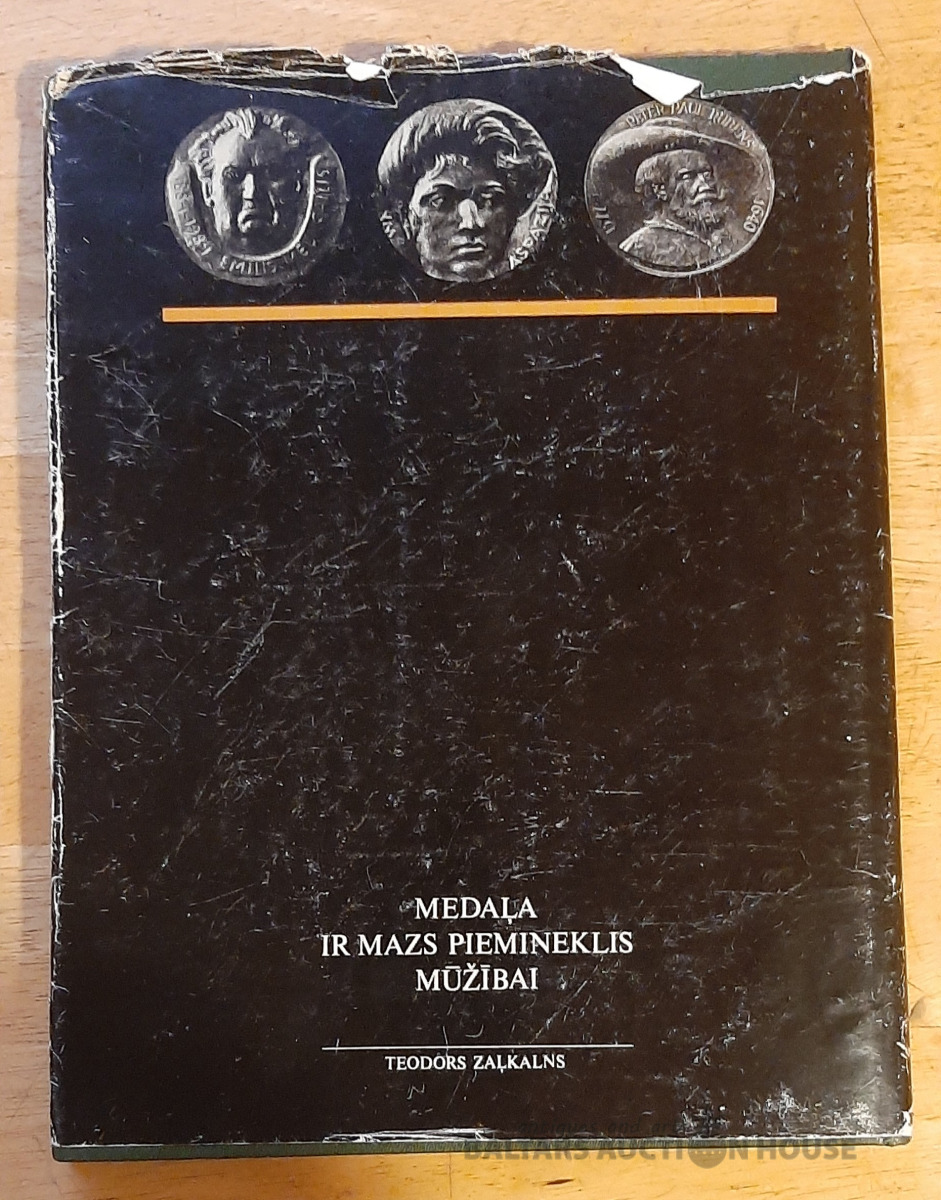 PETER PAUL RUBENS
1640
EMILIS
ASPAZIJA
MEDAĻA
IR MAZS PIEMINEKLIS
MŪŽĪBAI
TEODORS ZAĻKALNS
BALTARS AUCTION HOUSE